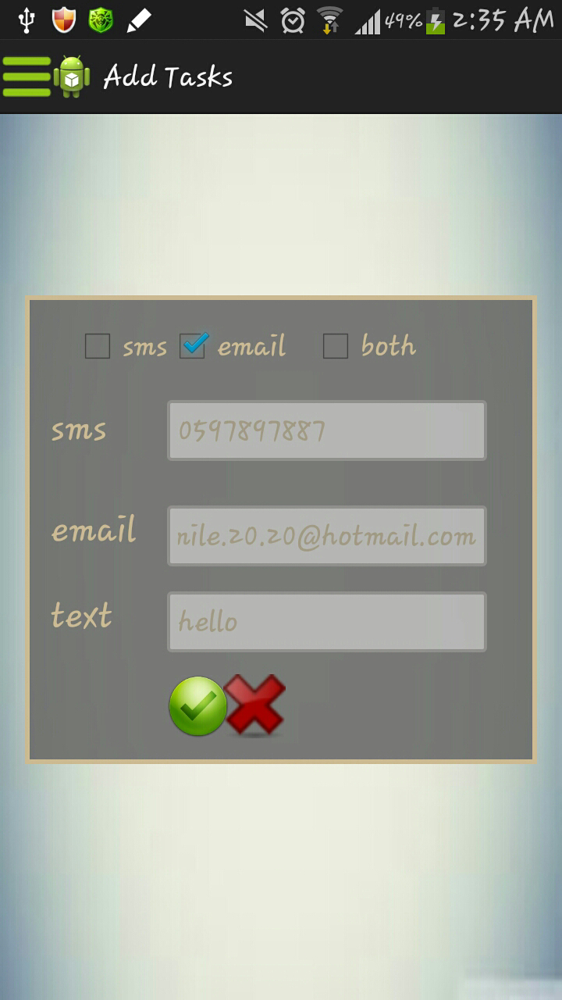 49% 2:35 AM
Add Tasks
sms email both
sms 0597897887
email nile.20.20@hotmail.com
text hello